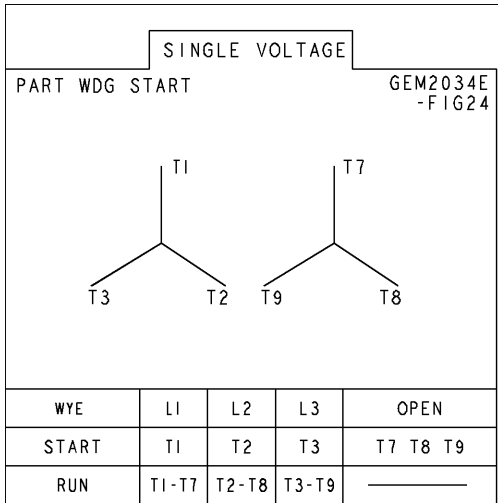 SINGLE VOLTAGE
PART WDG START
GEM2034E
-FIG24
T1
T7
T3
T2
T9
T8
WYE L1 L2 L3 OPEN
START T1 T2 T3 T7 T8 T9
RUN T1-T7 T2-T8 T3-T9